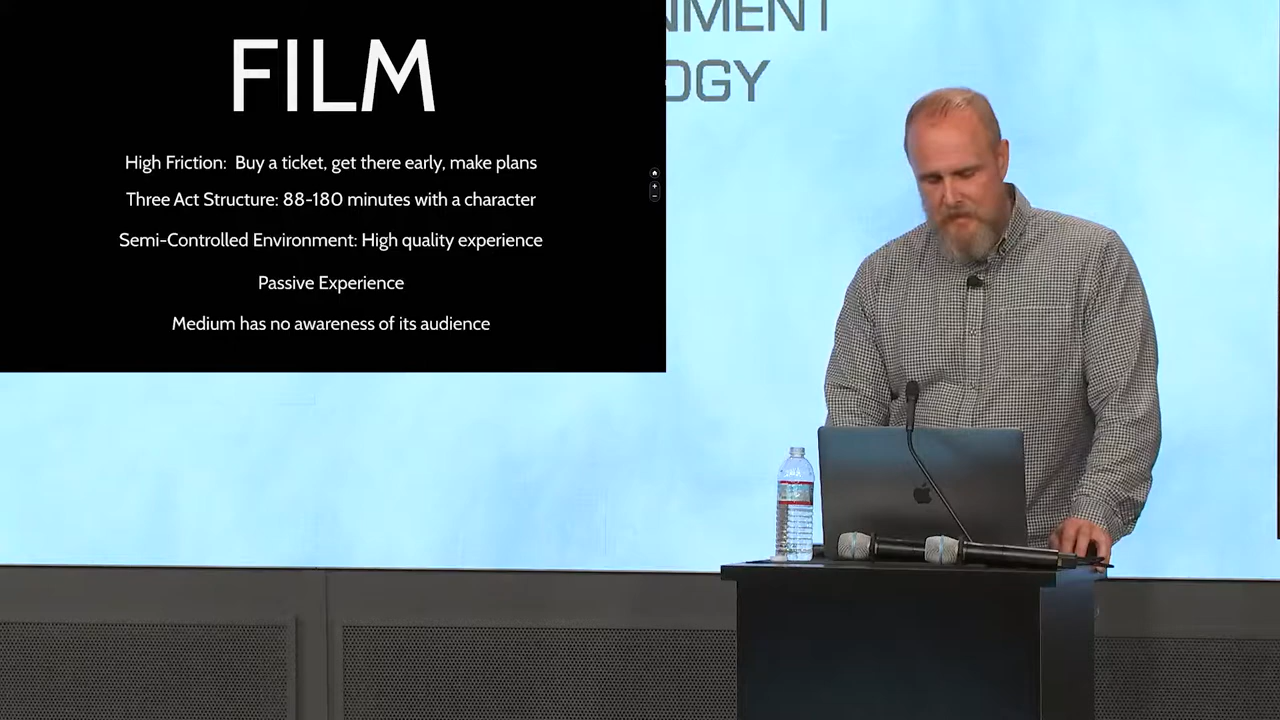 FILM
High Friction: Buy a ticket, get there early, make plans
Three Act Structure: 88-180 minutes with a character
Semi-Controlled Environment: High quality experience
Passive Experience
Medium has no awareness of its audience
NMENT
OGY